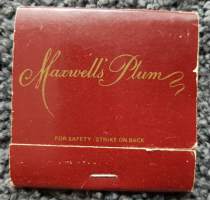 Maxwell's Plum
FOR SAFETY / STRIKE ON BACK